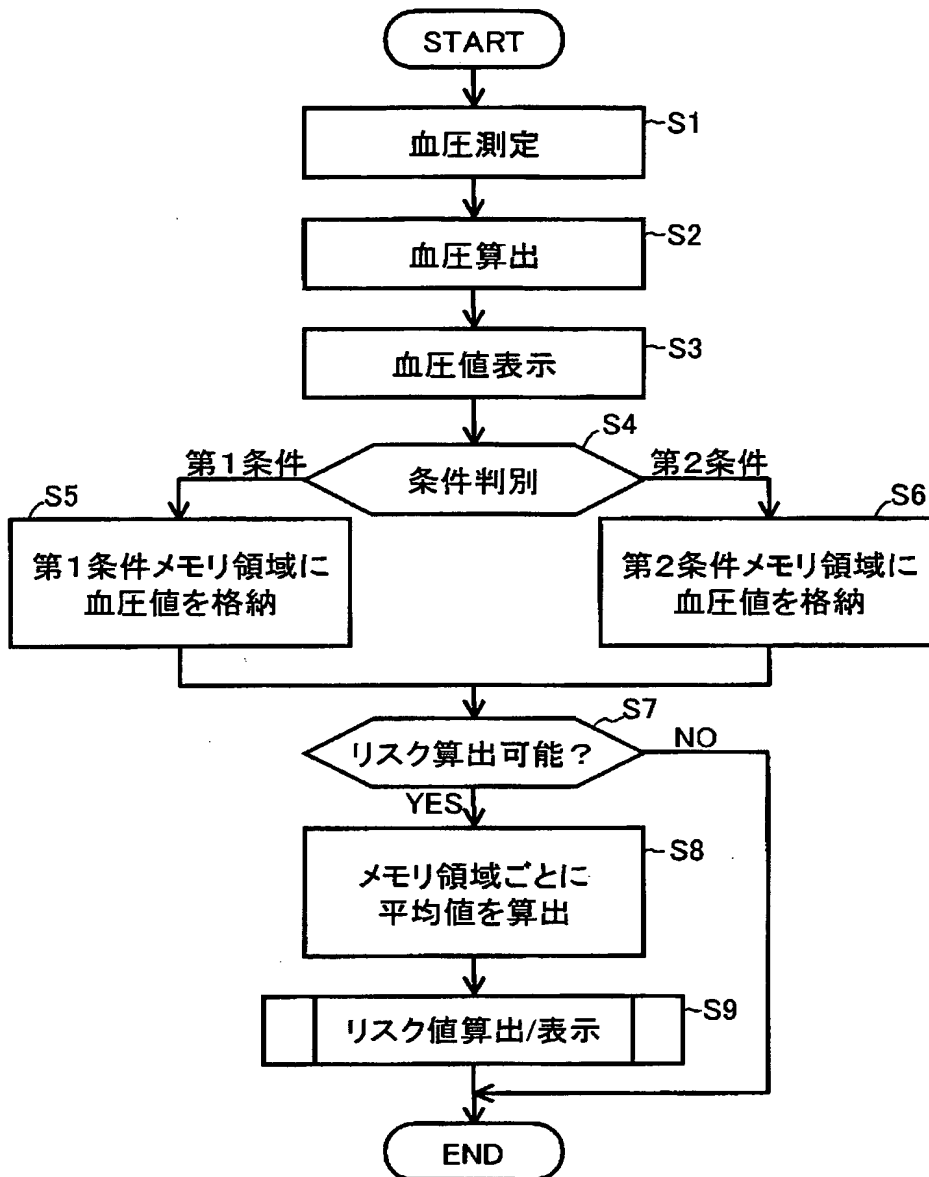 START
血圧測定
S1
血圧算出
S2
血圧値表示
S3
条件判別
S4
第1条件
第2条件
S5
第1条件メモリ領域に
血圧値を格納
S6
第2条件メモリ領域に
血圧値を格納
S7
リスク算出可能?
NO
YES
S8
メモリ領域ごとに
平均値を算出
S9
リスク値算出/表示
END